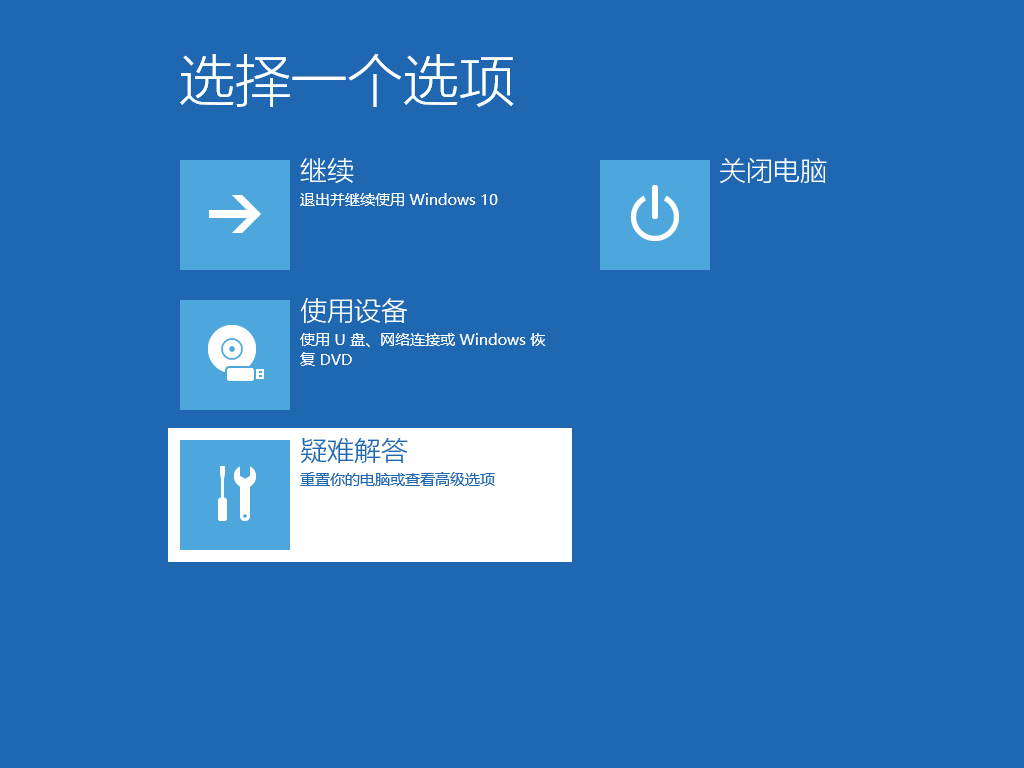 选择一个选项
继续
退出并继续使用 Windows 10
关闭电脑
使用设备
使用 U 盘、网络连接或 Windows 恢
复 DVD
疑难解答
重置你的电脑或查看高级选项